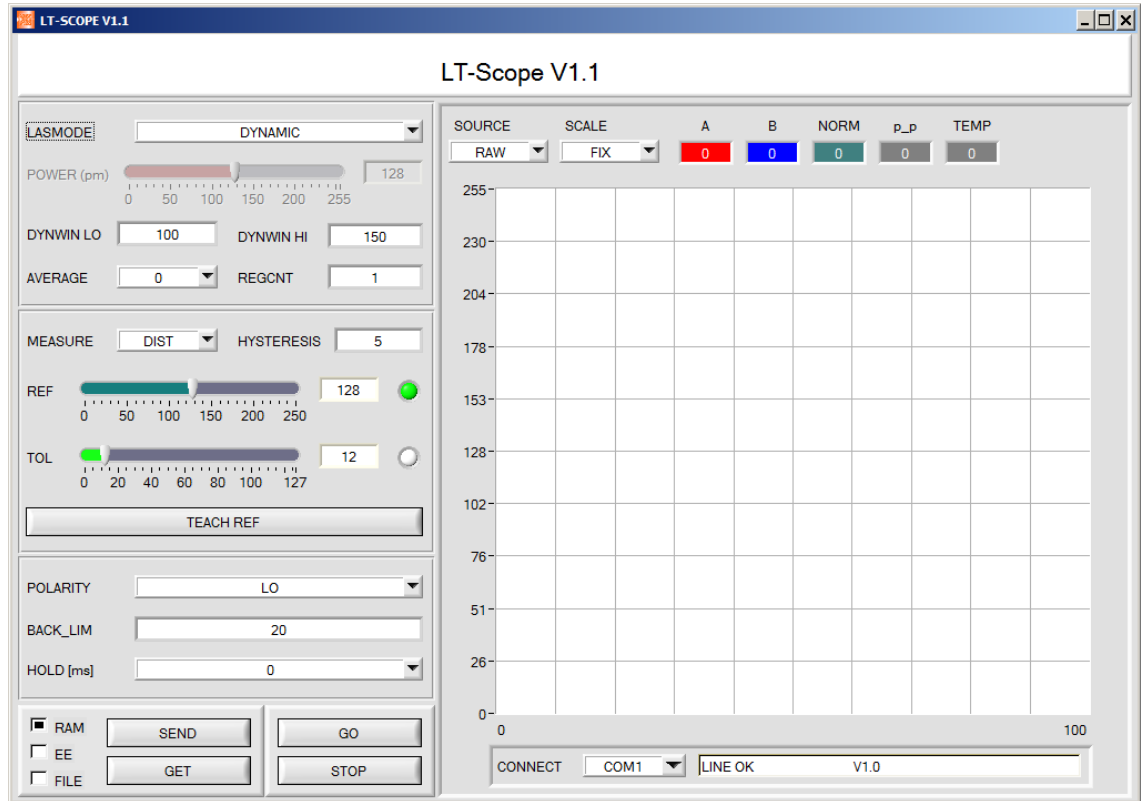 LT-SCOPE V1.1
LT-Scope V1.1
LASMODE DYNAMIC
POWER (pm) 128
0 50 100 150 200 255
DYNWIN LO 100 DYNWIN HI 150
AVERAGE 0 REGCNT 1
MEASURE DIST HYSTERESIS 5
REF 128
0 50 100 150 200 250
TOL 12
0 20 40 60 80 100 127
TEACH REF
POLARITY LO
BACK_LIM 20
HOLD [ms] 0
RAM
EE
FILE
SEND
GET
GO
STOP
SOURCE SCALE A B NORM p_p TEMP
RAW FIX 0 0 0 0 0
255
230
204
178
153
128
102
76
51
26
0
0 100
CONNECT COM1 LINE OK V1.0